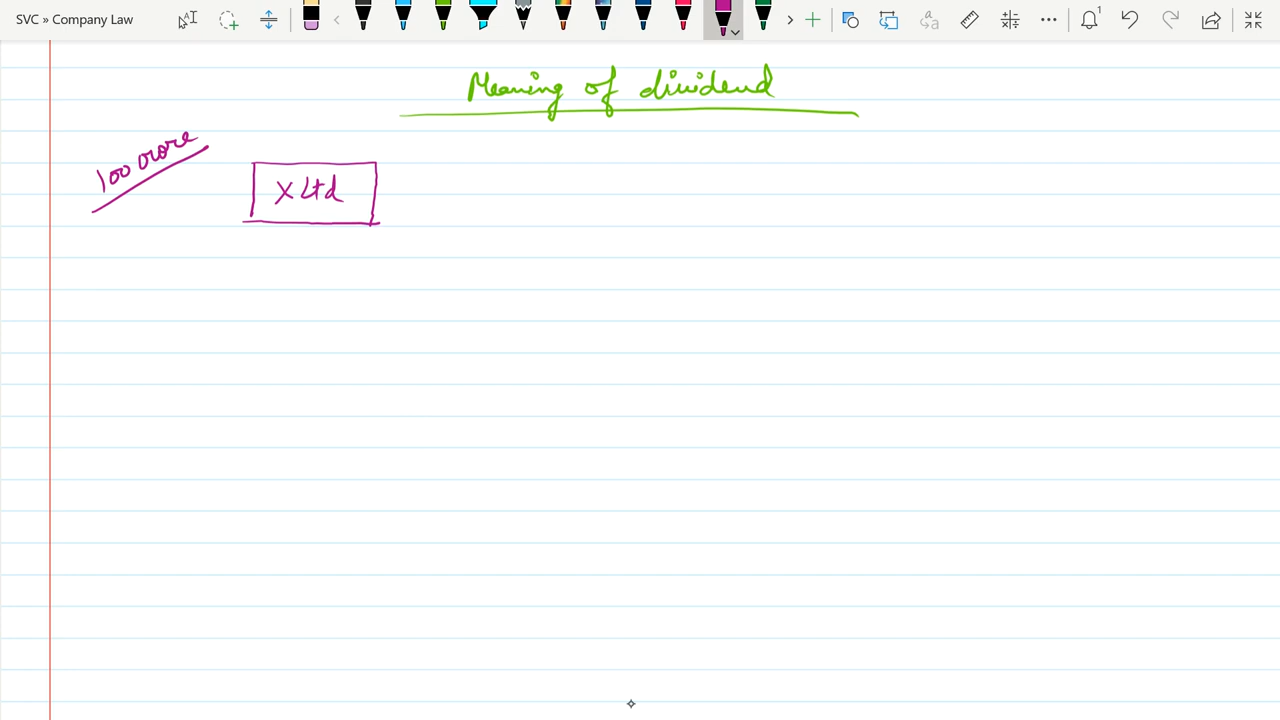 SVC » Company Law
Meaning of dividend
100 crore
X Ltd